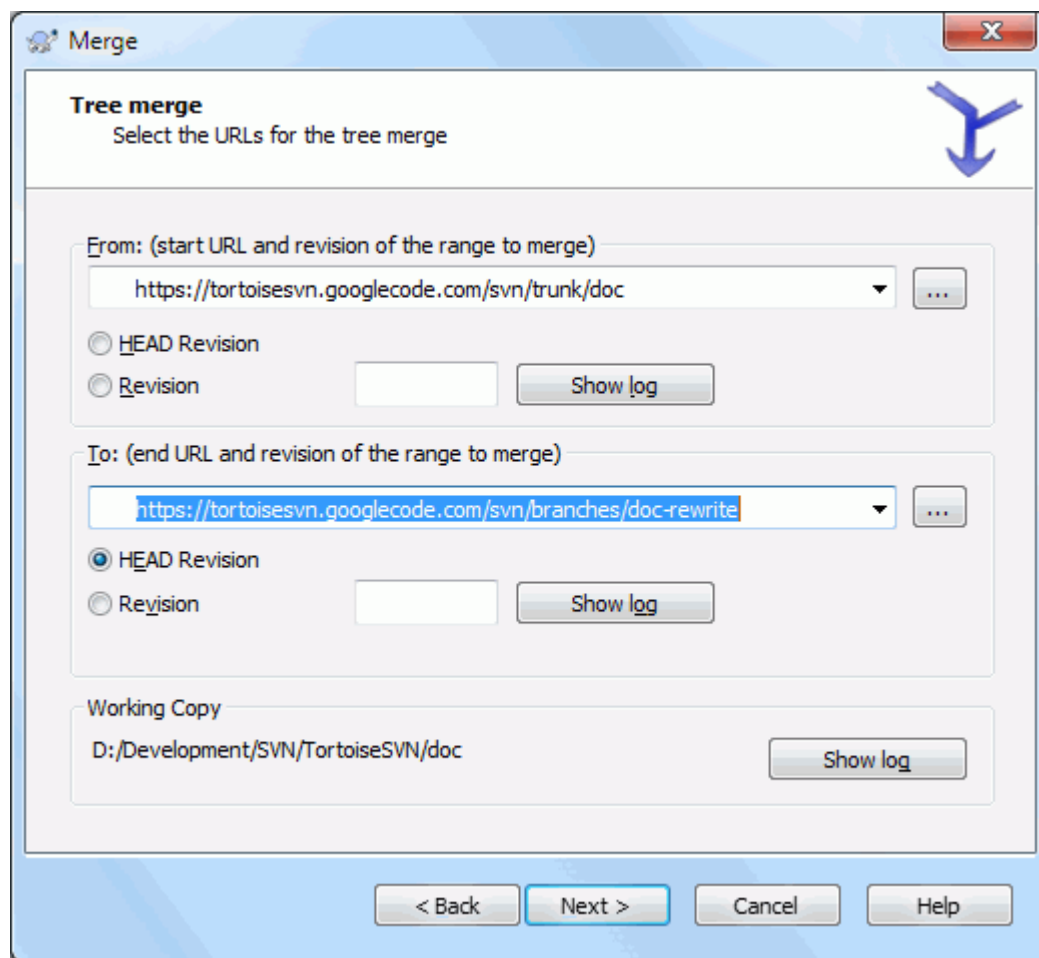 Merge
X
Tree merge
Select the URLs for the tree merge
From: (start URL and revision of the range to merge)
https://tortoisesvn.googlecode.com/svn/trunk/doc
...
HEAD Revision
Revision
Show log
To: (end URL and revision of the range to merge)
https://tortoisesvn.googlecode.com/svn/branches/doc-rewrite
...
HEAD Revision
Revision
Show log
Working Copy
D:/Development/SVN/TortoiseSVN/doc
Show log
< Back Next > Cancel Help